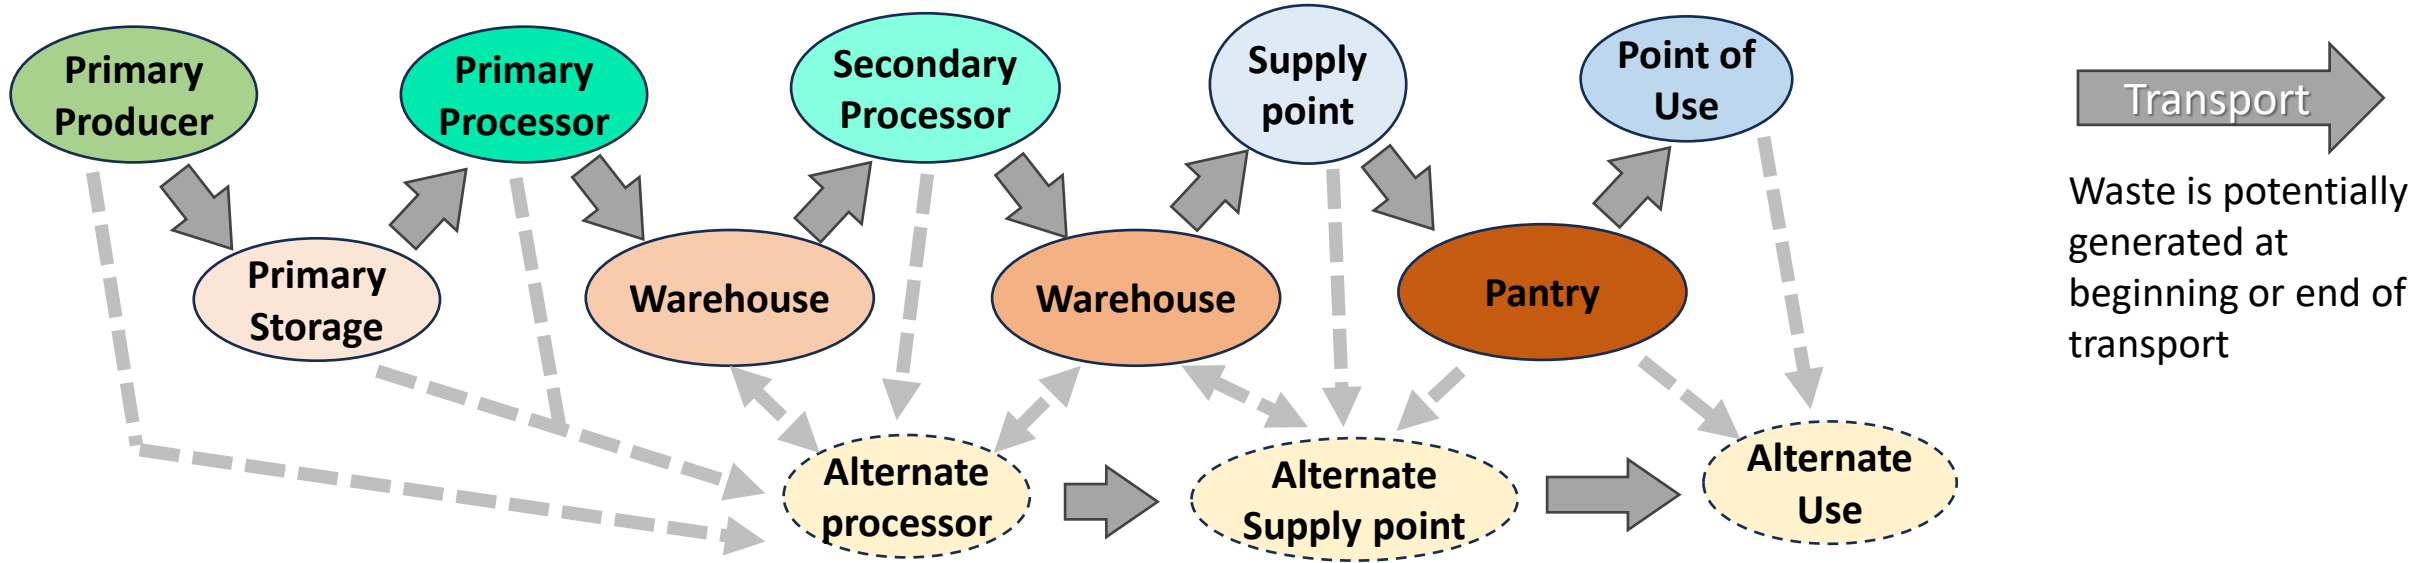 Primary
Producer
Primary
Processor
Secondary
Processor
Supply
point
Point of
Use
Transport
Waste is potentially
generated at
beginning or end of
transport
Primary
Storage
Warehouse
Warehouse
Pantry
Alternate
processor
Alternate
Supply point
Alternate
Use